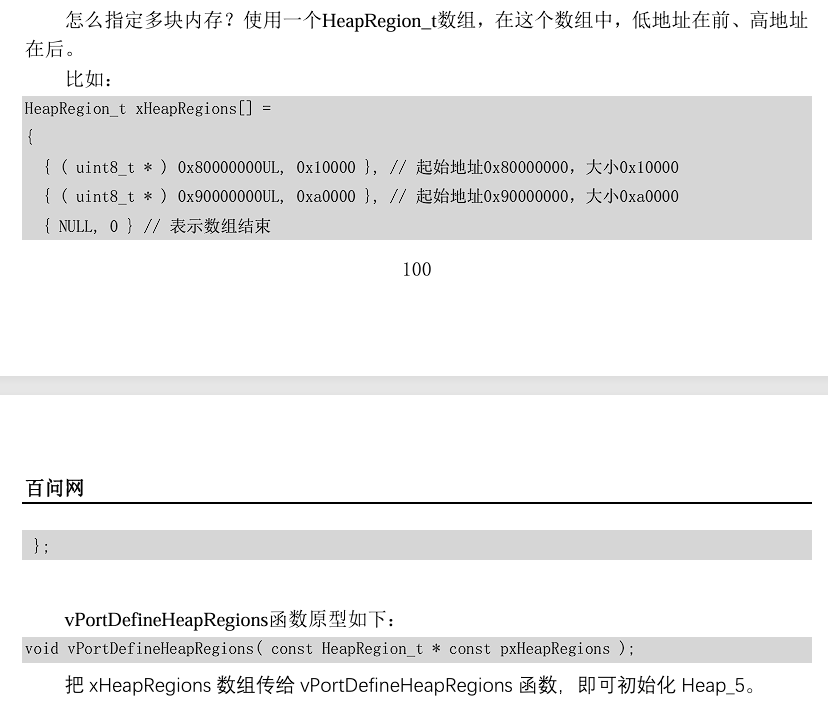 怎么指定多块内存？使用一个HeapRegion_t数组，在这个数组中，低地址在前、高地址
在后。
比如：
HeapRegion_t xHeapRegions[] =
{
{ ( uint8_t * ) 0x80000000UL, 0x10000 }, // 起始地址0x80000000，大小0x10000
{ ( uint8_t * ) 0x90000000UL, 0xa0000 }, // 起始地址0x90000000，大小0xa0000
{ NULL, 0 } // 表示数组结束
100
百问网
};
vPortDefineHeapRegions函数原型如下：
void vPortDefineHeapRegions( const HeapRegion_t * const pxHeapRegions );
把 xHeapRegions 数组传给 vPortDefineHeapRegions 函数，即可初始化 Heap_5。